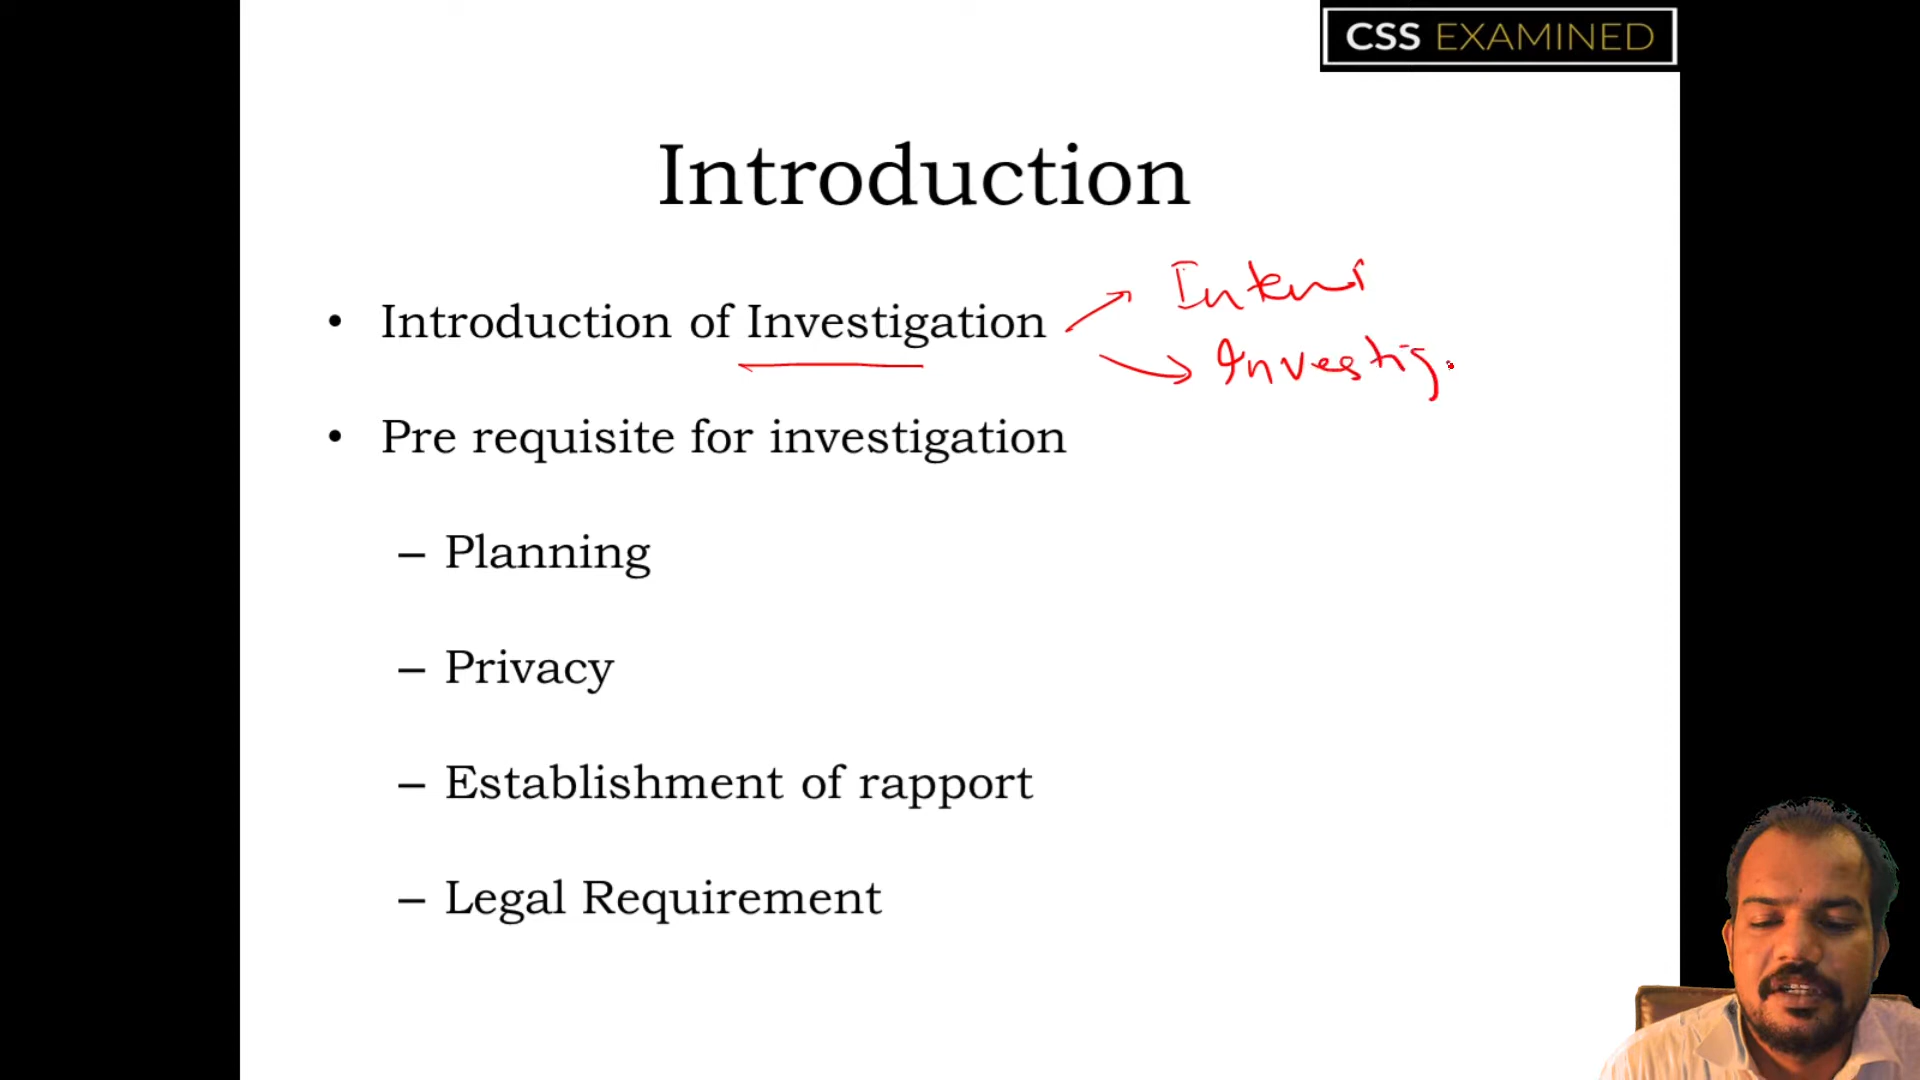 CSS EXAMINED
Introduction
• Introduction of Investigation
Investig.
• Pre requisite for investigation
– Planning
– Privacy
– Establishment of rapport
– Legal Requirement